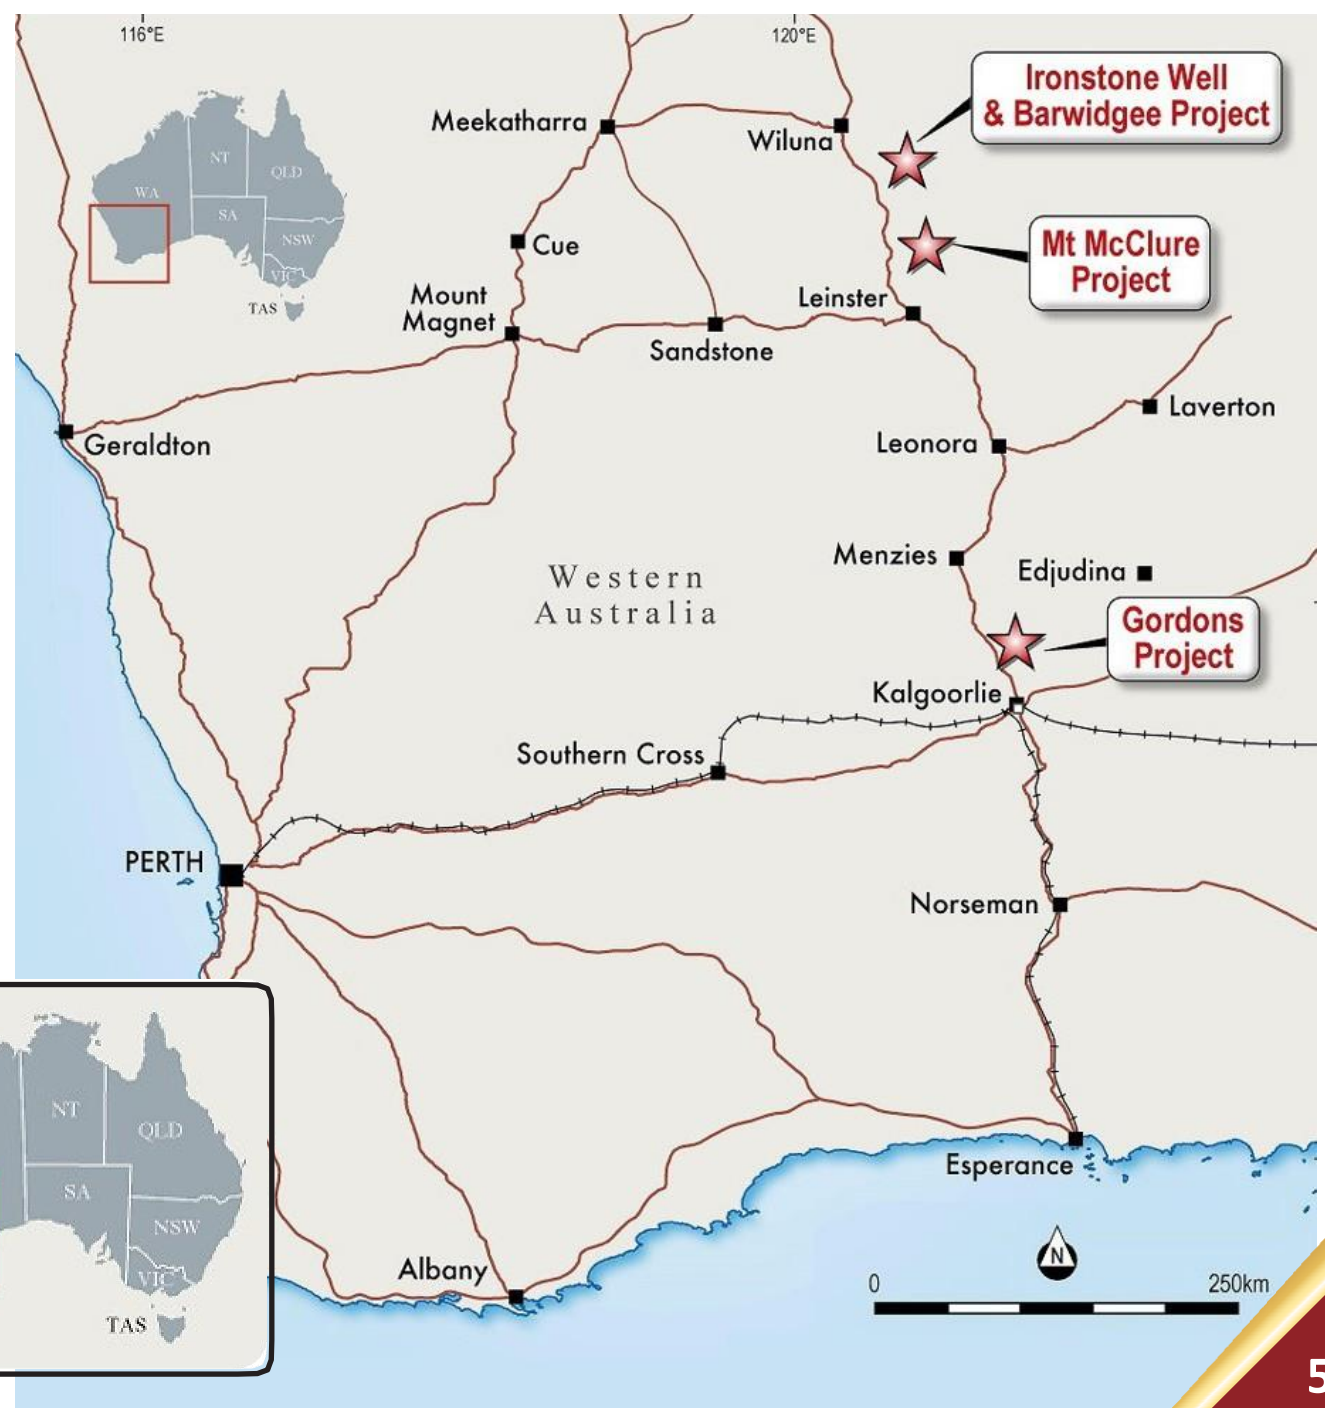 116°E
120°E
Ironstone Well
& Barwidgee Project
Meekatharra
Wiluna
NT
QLD
WA
SA
NSW
VIC
TAS
Cue
Mt McClure
Project
Mount
Magnet
Leinster
Sandstone
Laverton
Geraldton
Leonora
Western
Australia
Menzies
Edjudina
Gordons
Project
Kalgoorlie
Southern Cross
PERTH
Norseman
NT
QLD
SA
NSW
VIC
TAS
Esperance
Albany
N
0
250km
5